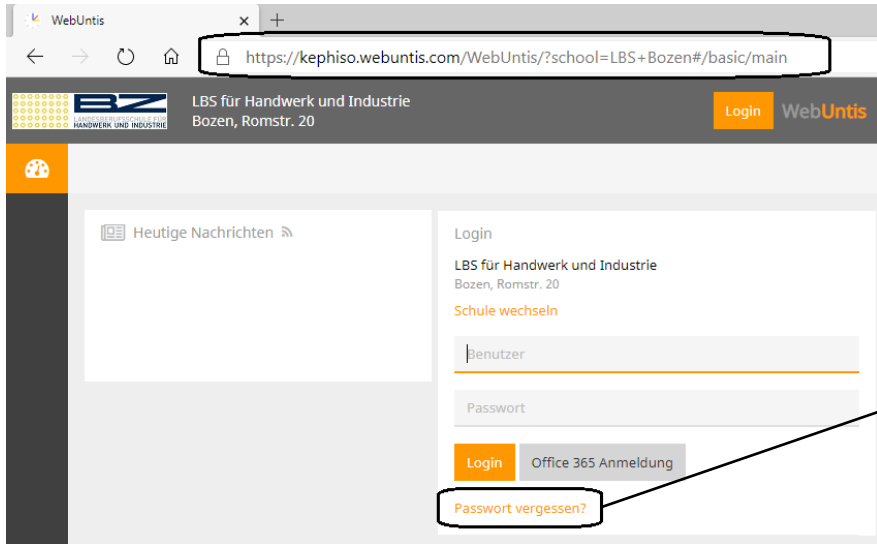 WebUntis
https://kephiso.webuntis.com/WebUntis/?school=LBS+Bozen#/basic/main
BZ
LANDESBERUFSSCHULE FÜR
HANDWERK UND INDUSTRIE
LBS für Handwerk und Industrie
Bozen, Romstr. 20
Login
WebUntis
Heutige Nachrichten
Login
LBS für Handwerk und Industrie
Bozen, Romstr. 20
Schule wechseln
Benutzer
Passwort
Login
Office 365 Anmeldung
Passwort vergessen?